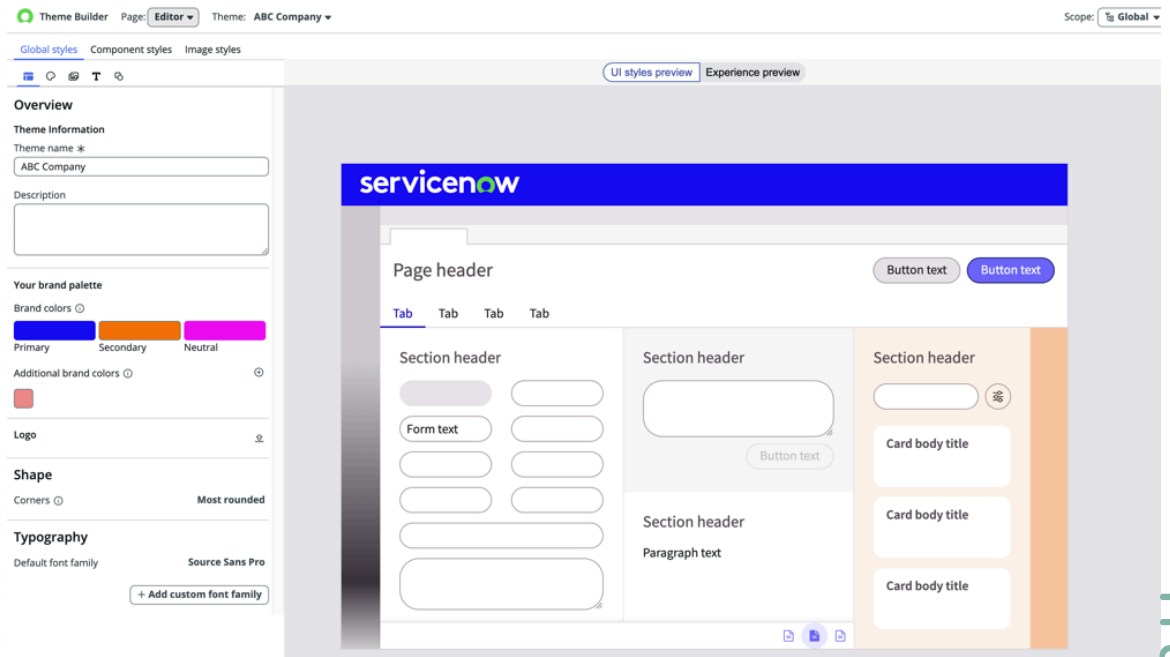 Theme Builder Page: Editor Theme: ABC Company Scope: Global
Global styles Component styles Image styles
UI styles preview Experience preview
Overview
Theme Information
Theme name *
ABC Company
Description
Your brand palette
Brand colors
Primary Secondary Neutral
Additional brand colors
Logo
Shape
Corners Most rounded
Typography
Default font family Source Sans Pro
+ Add custom font family
servicenow
Page header
Button text Button text
Tab Tab Tab Tab
Section header
Form text
Section header
Button text
Section header
Paragraph text
Section header
Card body title
Card body title
Card body title